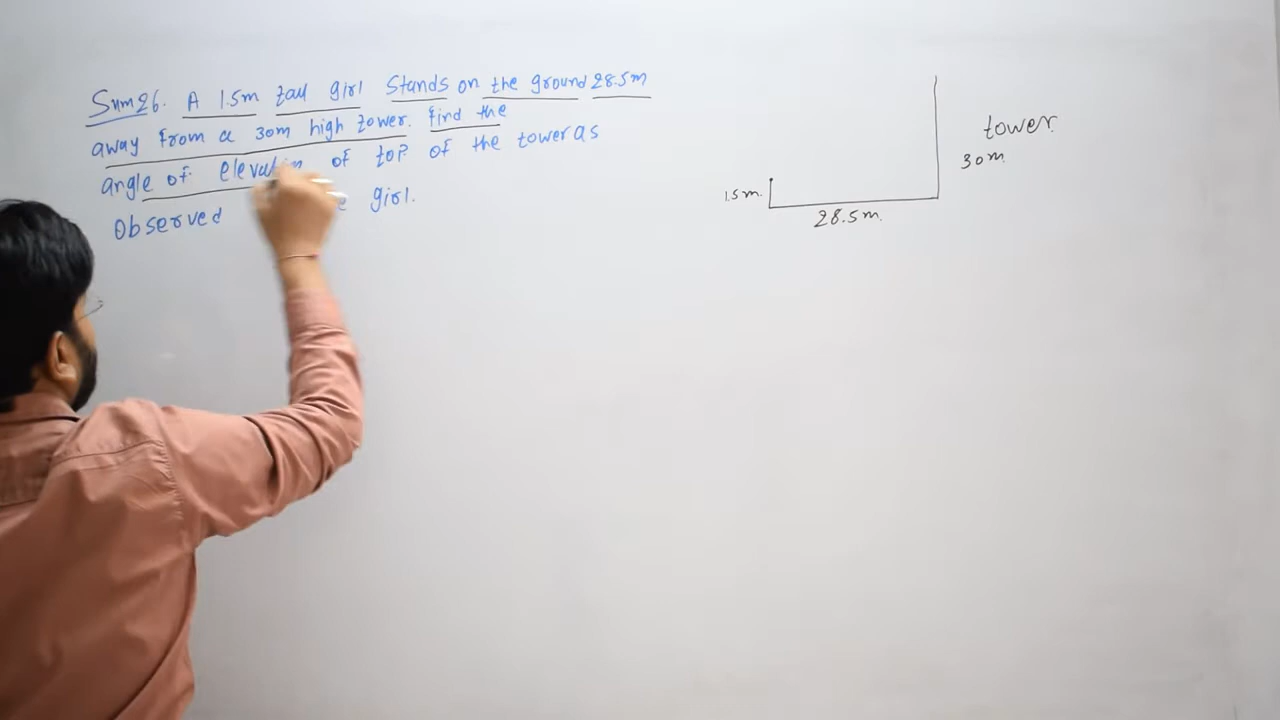 Sum 26. A 1.5m tall girl Stands on the ground 28.5m
away from a 30m high tower. find the
angle of elevation of top of the tower as
Observed girl.
tower
30m
1.5m.
28.5m.